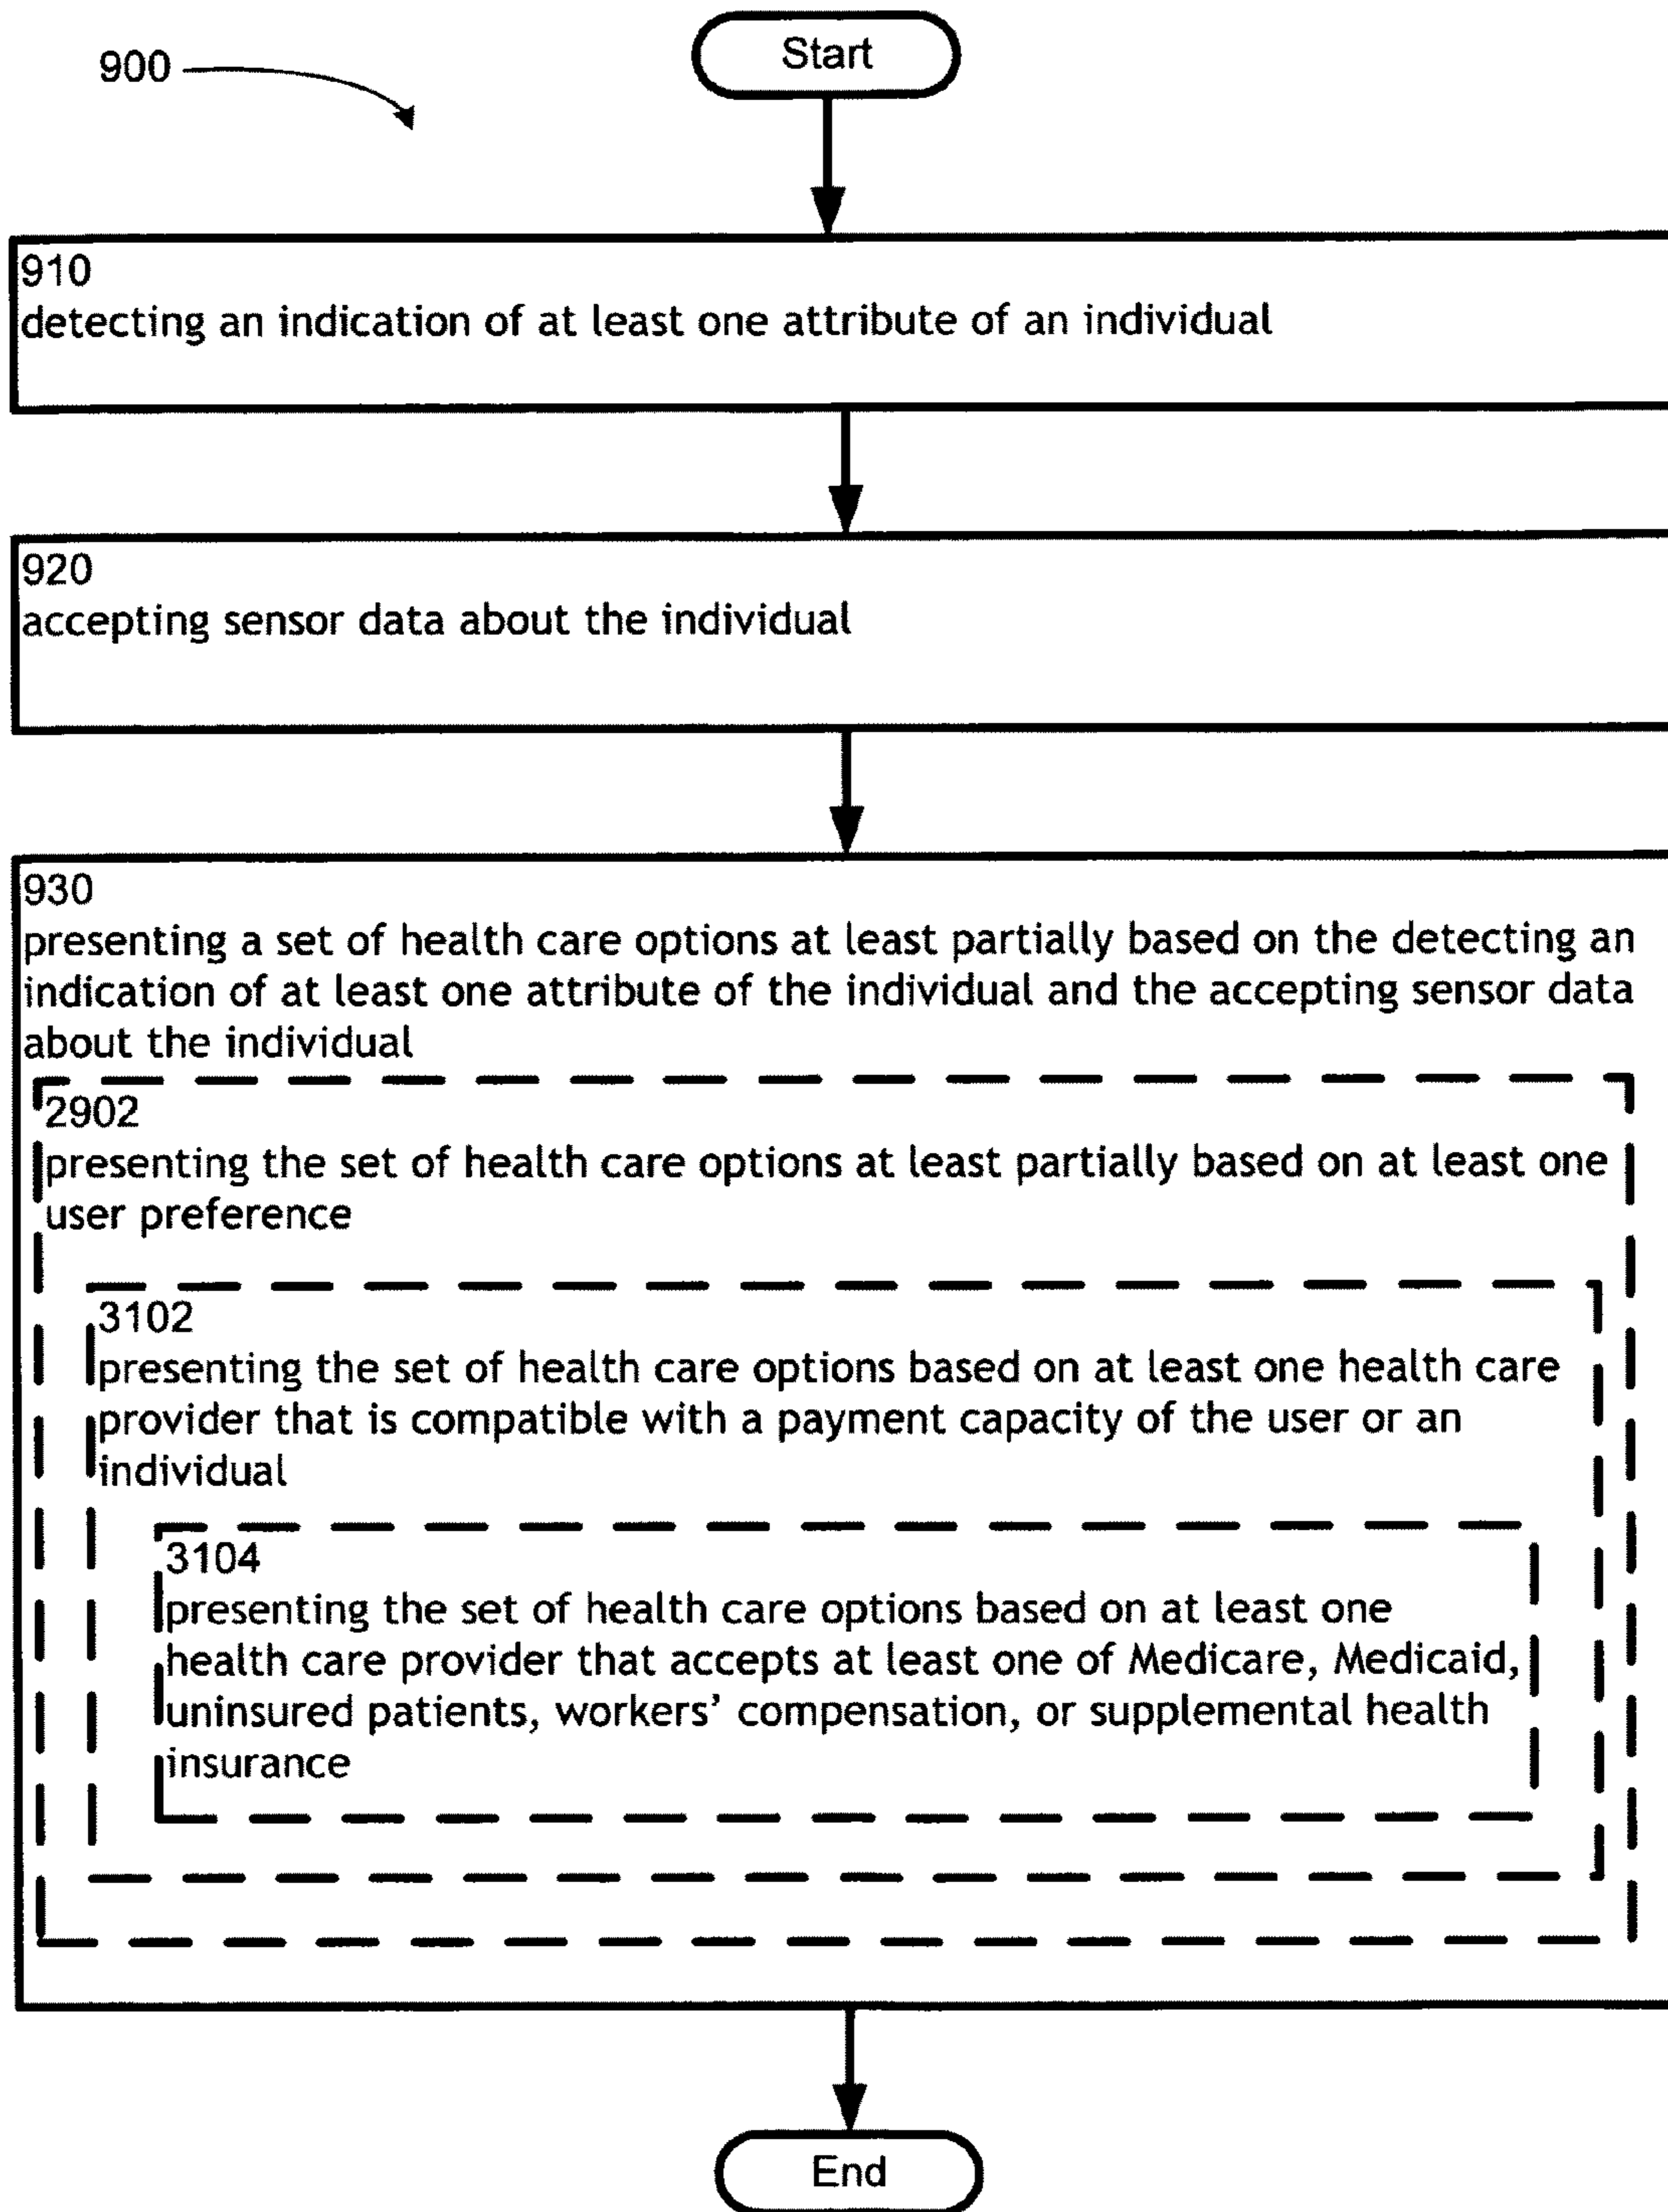 900
Start
910
detecting an indication of at least one attribute of an individual
920
accepting sensor data about the individual
930
presenting a set of health care options at least partially based on the detecting an
indication of at least one attribute of the individual and the accepting sensor data
about the individual
2902
presenting the set of health care options at least partially based on at least one
user preference
3102
presenting the set of health care options based on at least one health care
provider that is compatible with a payment capacity of the user or an
individual
3104
presenting the set of health care options based on at least one
health care provider that accepts at least one of Medicare, Medicaid,
uninsured patients, workers’ compensation, or supplemental health
insurance
End